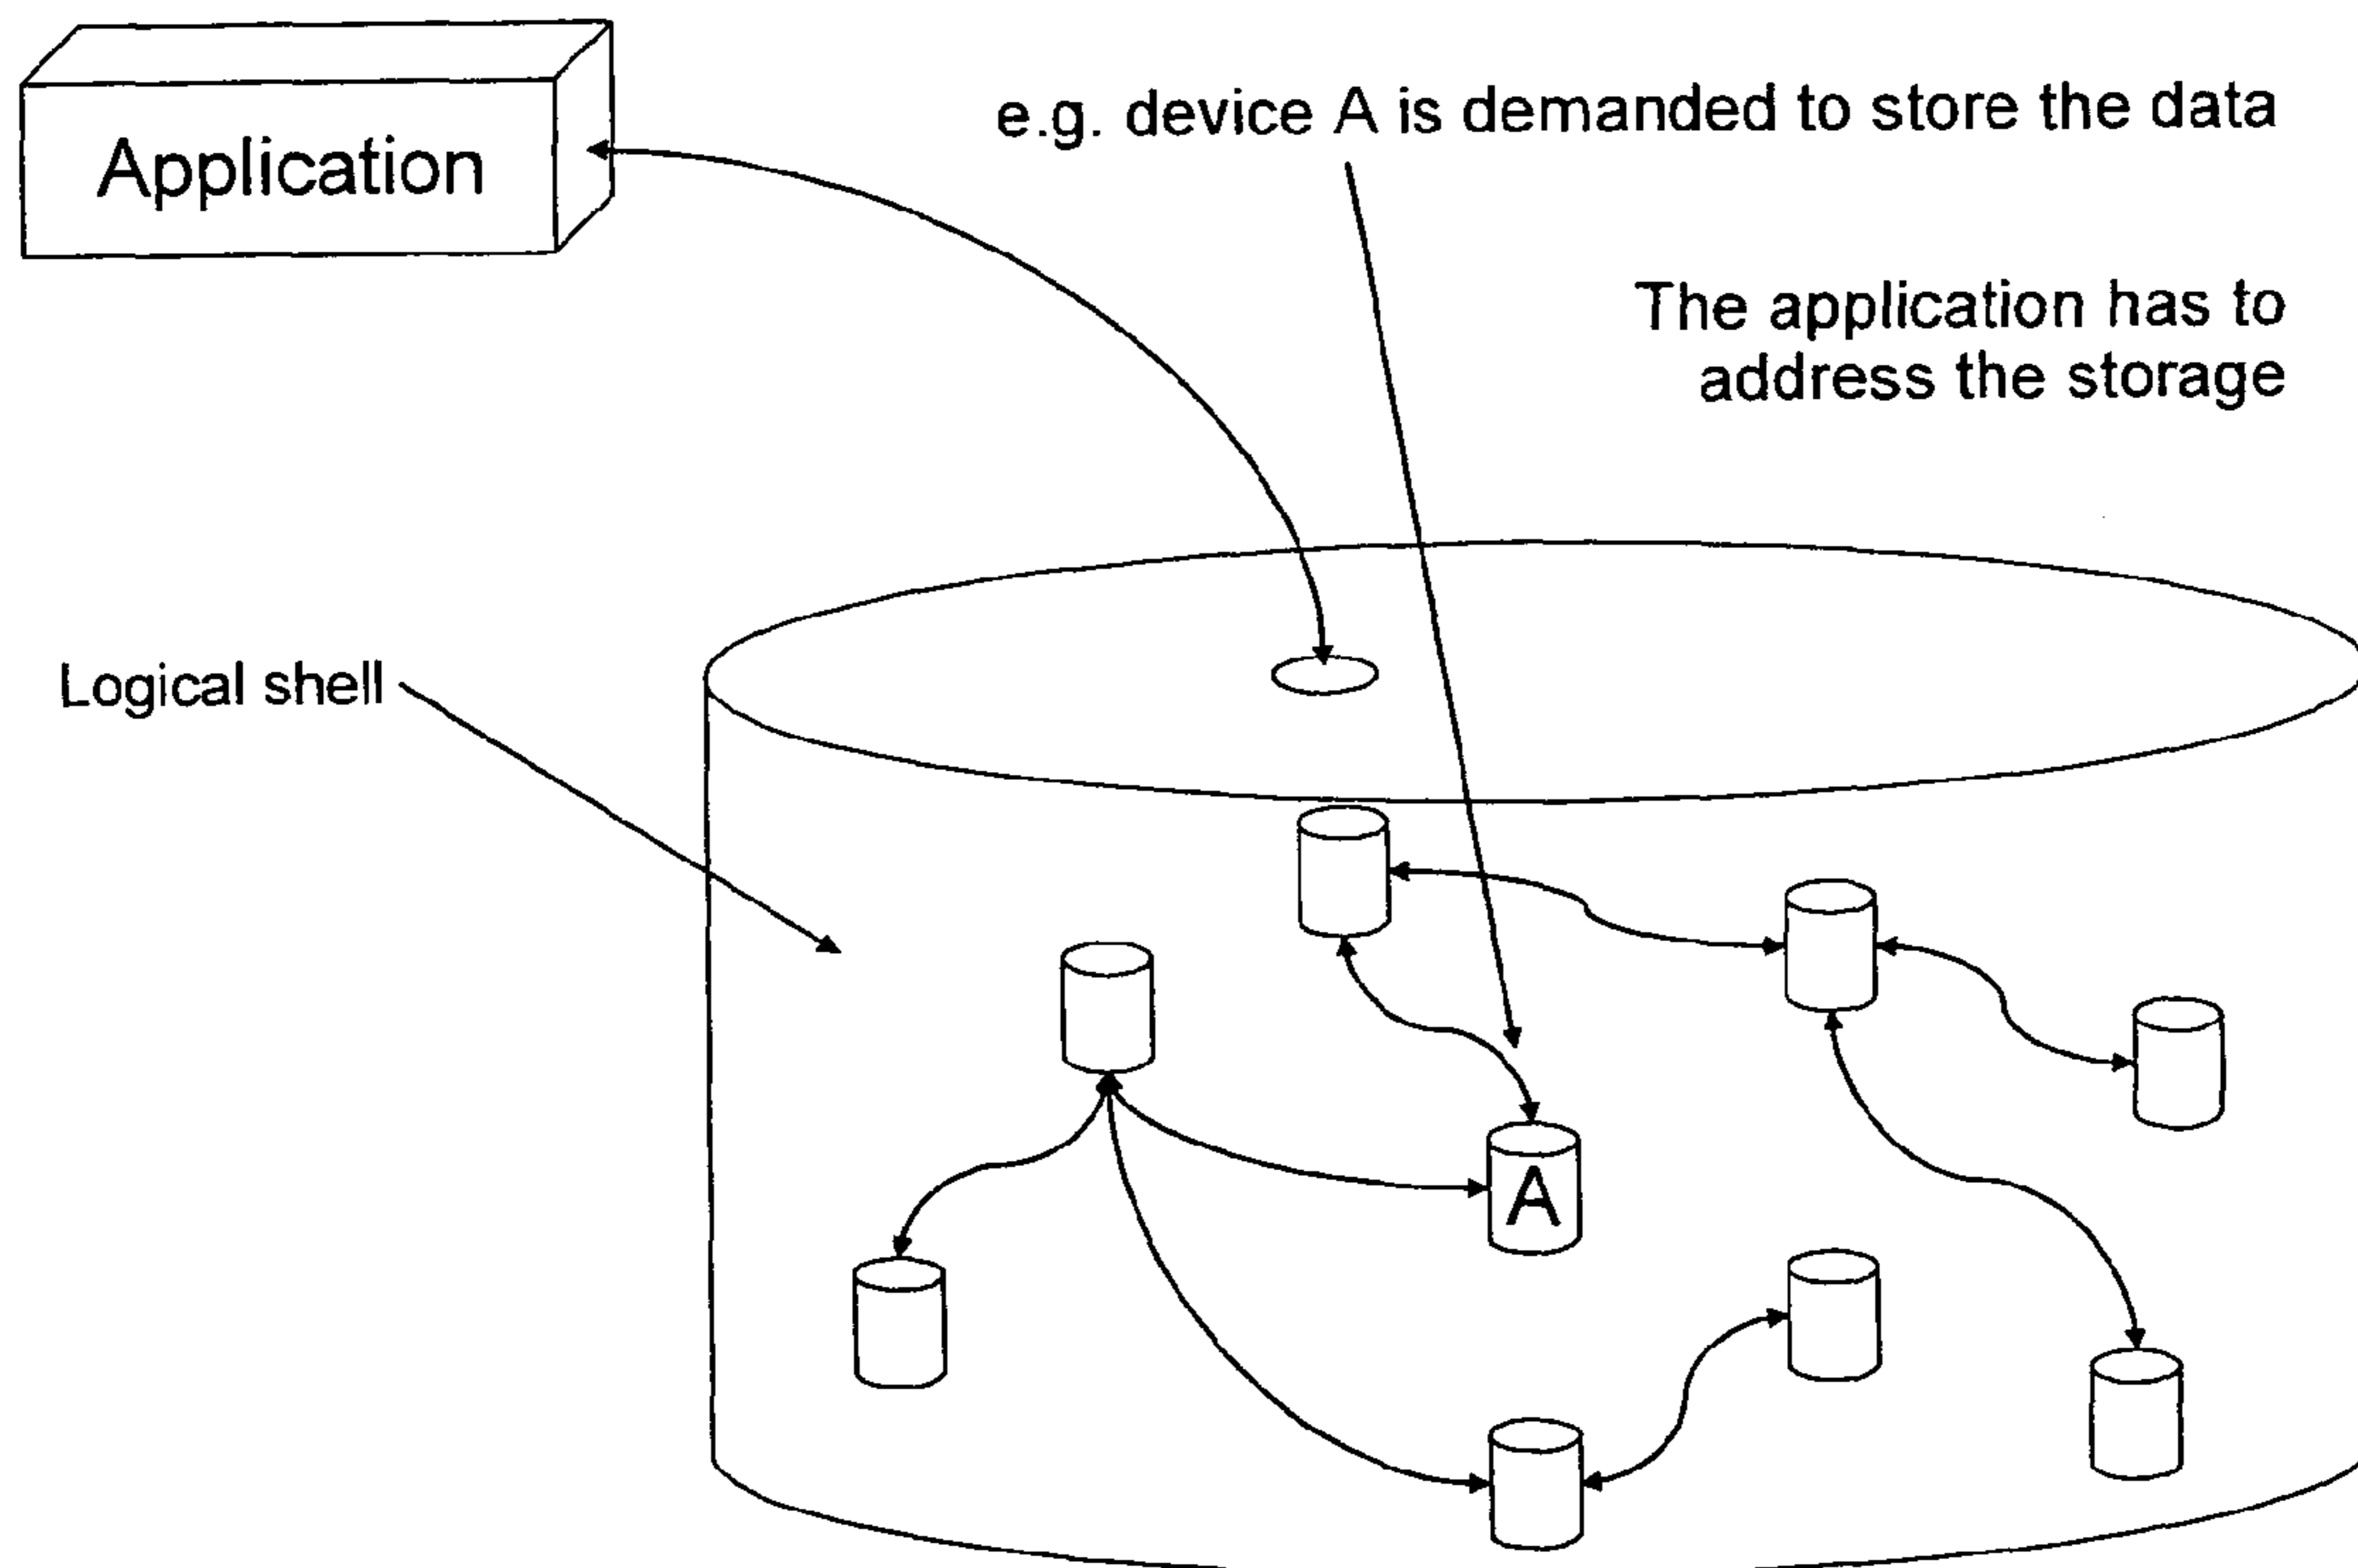 Application
e.g. device A is demanded to store the data
The application has to
address the storage
Logical shell
A